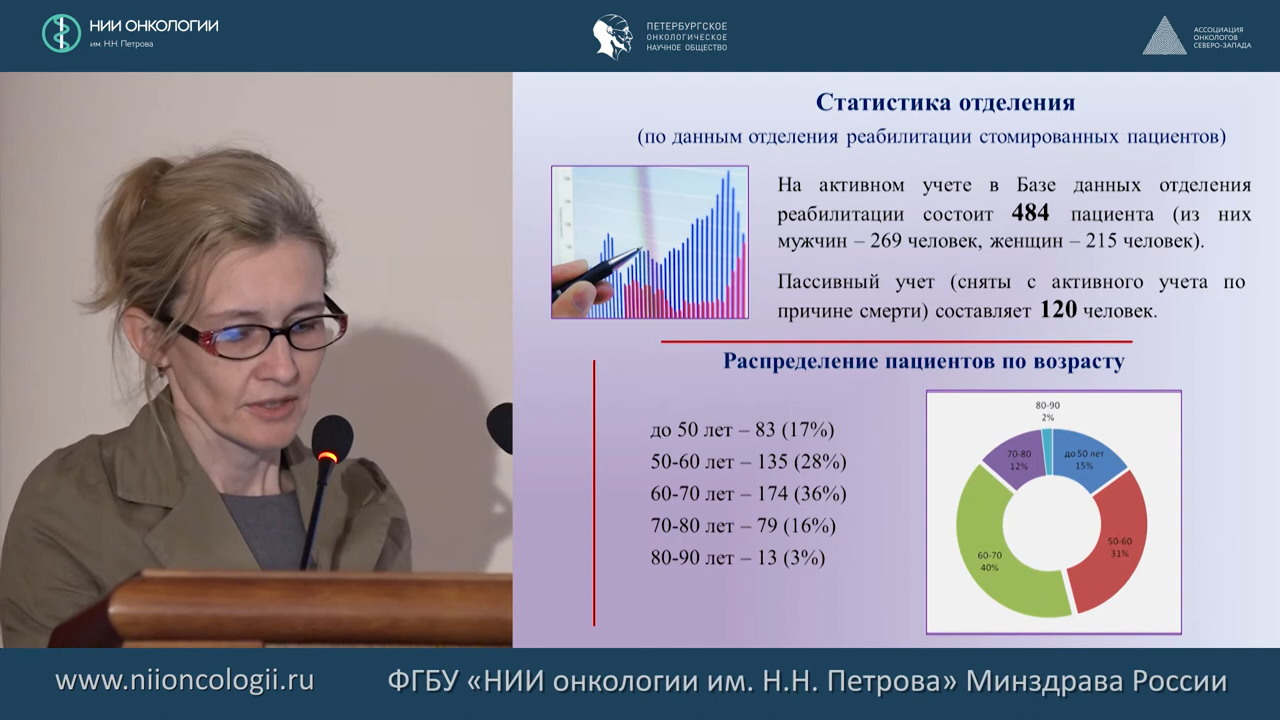 НИИ ОНКОЛОГИИ
им. Н.Н. Петрова
ПЕТЕРБУРГСКОЕ
ОНКОЛОГИЧЕСКОЕ
НАУЧНОЕ ОБЩЕСТВО
АССОЦИАЦИЯ
ОНКОЛОГОВ
СЕВЕРО-ЗАПАДА
Статистика отделения
(по данным отделения реабилитации стомированных пациентов)
На активном учете в Базе данных отделения
реабилитации состоит 484 пациента (из них
мужчин – 269 человек, женщин – 215 человек).
Пассивный учет (сняты с активного учета по
причине смерти) составляет 120 человек.
Распределение пациентов по возрасту
до 50 лет – 83 (17%)
50-60 лет – 135 (28%)
60-70 лет – 174 (36%)
70-80 лет – 79 (16%)
80-90 лет – 13 (3%)
80-90
2%
70-80
12%
до 50 лет
15%
50-60
31%
60-70
40%
www.niioncologii.ru
ФГБУ «НИИ онкологии им. Н.Н. Петрова» Минздрава России